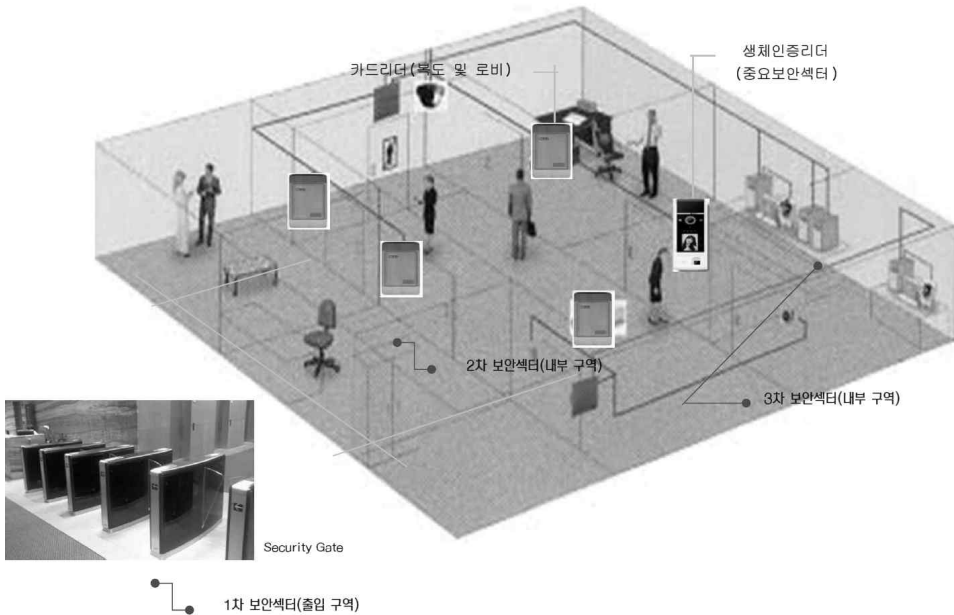 카드리더(복도 및 로비)
생체인증리더
(중요보안섹터)
2차 보안섹터(내부 구역)
3차 보안섹터(내부 구역)
Security Gate
1차 보안섹터(출입 구역)